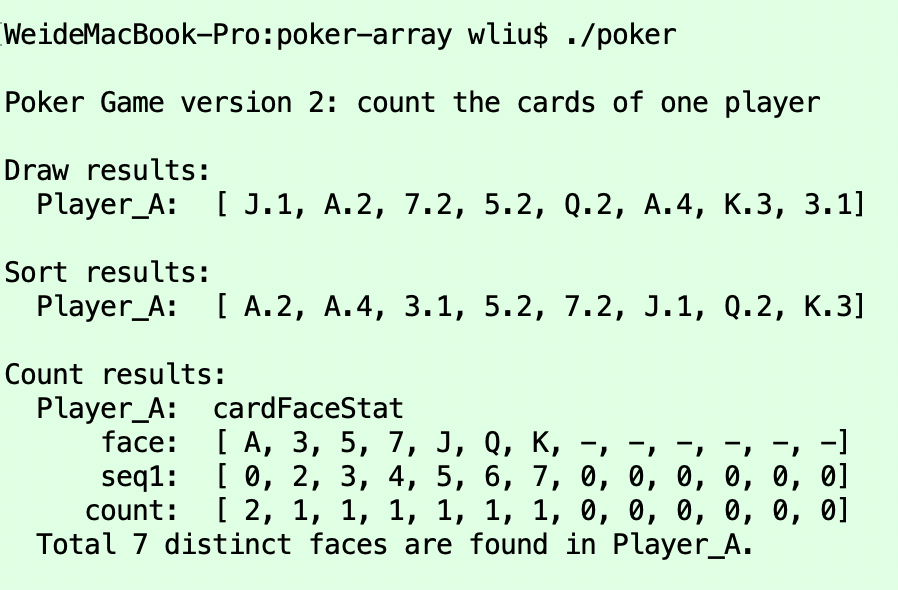 [WeideMacBook-Pro:poker-array wliu$ ./poker
Poker Game version 2: count the cards of one player
Draw results:
Player_A: [ J.1, A.2, 7.2, 5.2, Q.2, A.4, K.3, 3.1]
Sort results:
Player_A: [ A.2, A.4, 3.1, 5.2, 7.2, J.1, Q.2, K.3]
Count results:
Player_A: cardFaceStat
face: [ A, 3, 5, 7, J, Q, K, -, -, -, -, -, -]
seq1: [ 0, 2, 3, 4, 5, 6, 7, 0, 0, 0, 0, 0, 0]
count: [ 2, 1, 1, 1, 1, 1, 1, 0, 0, 0, 0, 0, 0]
Total 7 distinct faces are found in Player_A.